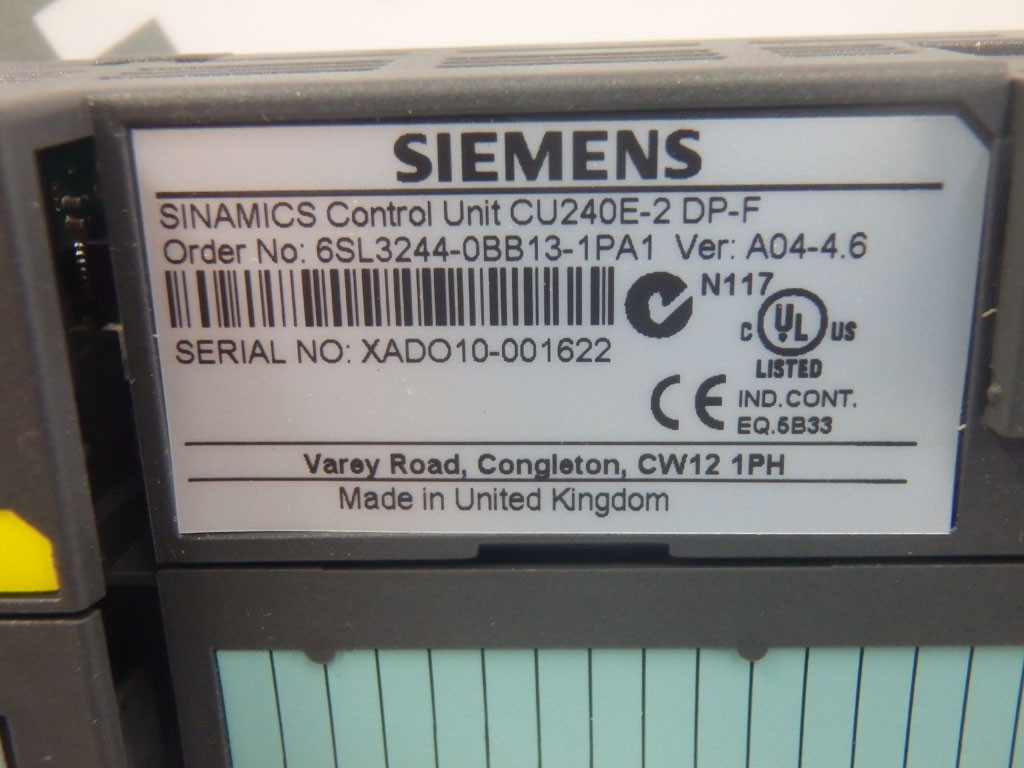 SIEMENS
SINAMICS Control Unit CU240E-2 DP-F
Order No: 6SL3244-0BB13-1PA1 Ver: A04-4.6
N117
C UL US
LISTED
SERIAL NO: XADO10-001622
CE IND.CONT.
EQ.5B33
Varey Road, Congleton, CW12 1PH
Made in United Kingdom